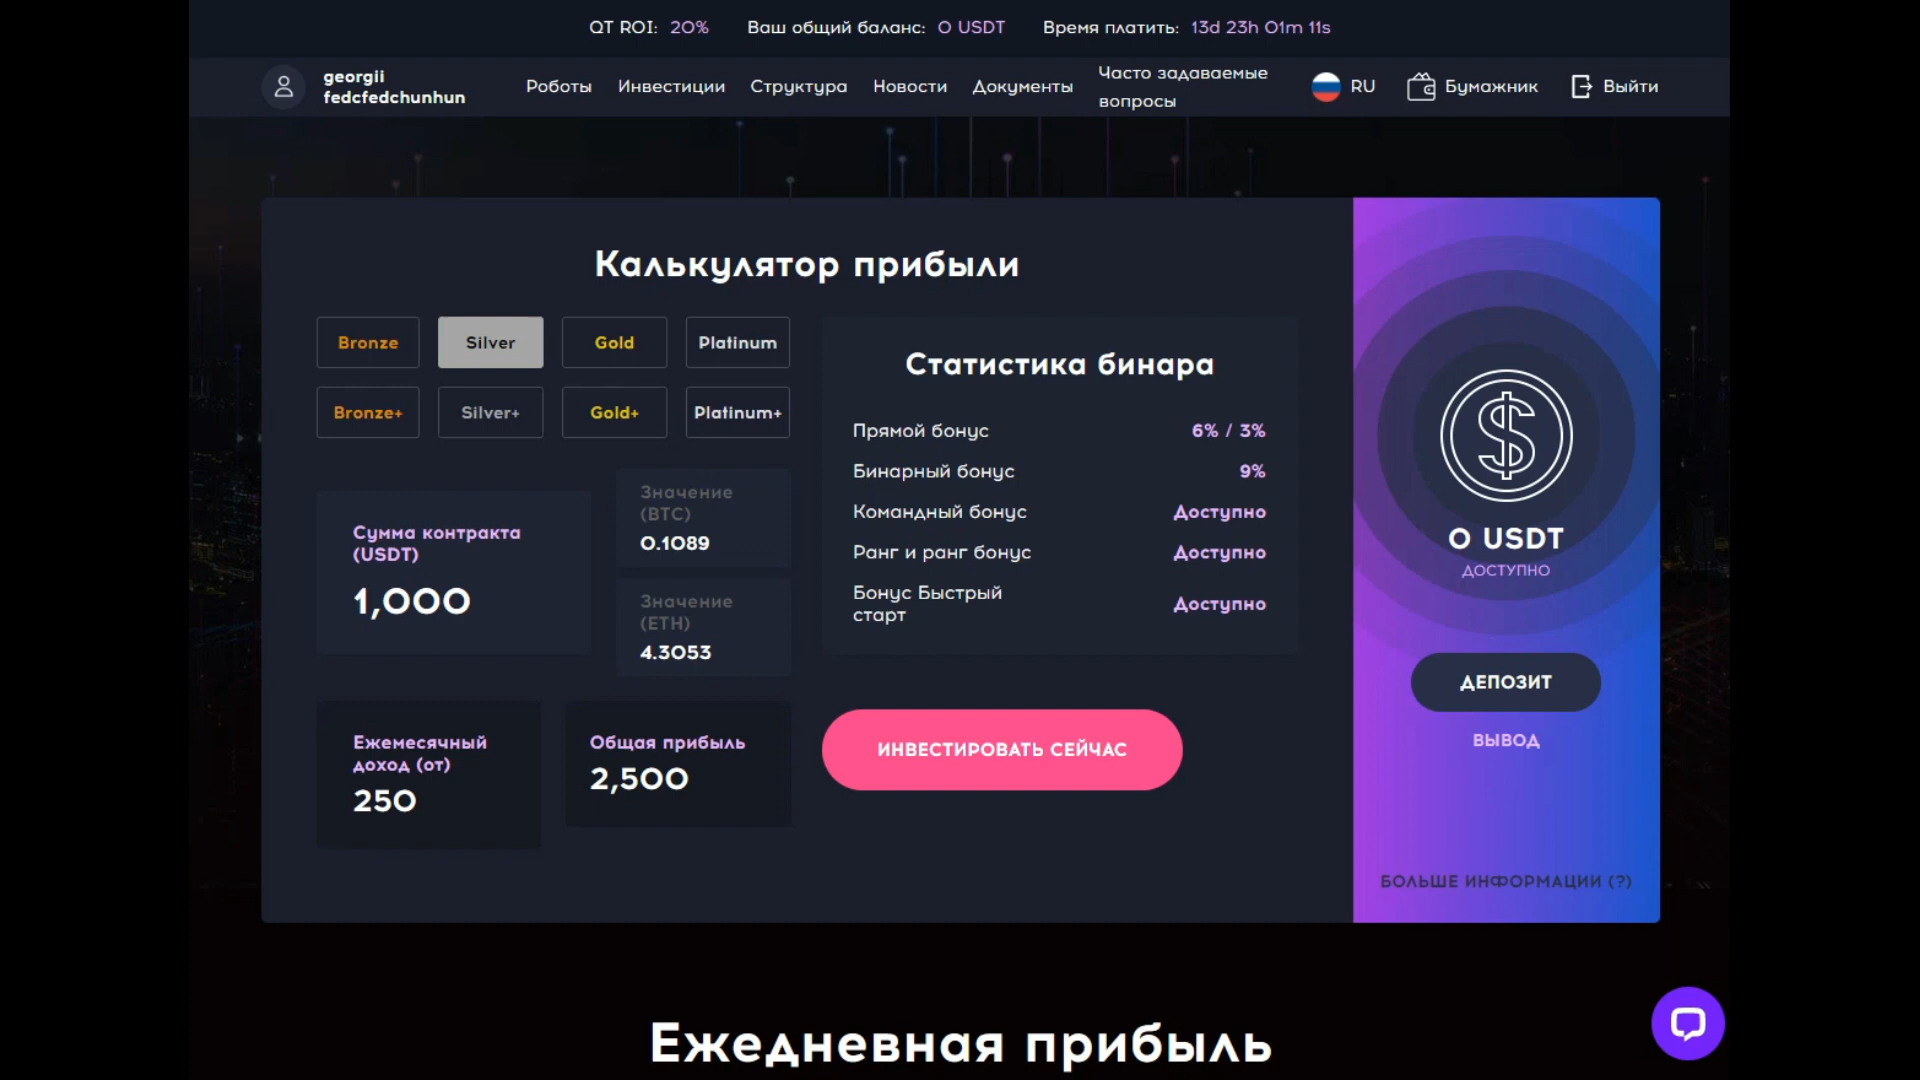 QT ROI: 20% Ваш общий баланс: 0 USDT Время платить: 13d 23h 01m 11s
georgii
fedcfedchunhun
Роботы Инвестиции Структура Новости Документы
Часто задаваемые
вопросы
RU Бумажник Выйти
Калькулятор прибыли
Bronze Silver Gold Platinum
Bronze+ Silver+ Gold+ Platinum+
Сумма контракта
(USDT)
1,000
Значение
(BTC)
0.1089
Значение
(ETH)
4.3053
Ежемесячный
доход (от)
250
Общая прибыль
2,500
Статистика бинара
Прямой бонус 6% / 3%
Бинарный бонус 9%
Командный бонус Доступно
Ранг и ранг бонус Доступно
Бонус Быстрый
старт Доступно
ИНВЕСТИРОВАТЬ СЕЙЧАС
0 USDT
ДОСТУПНО
ДЕПОЗИТ
ВЫВОД
БОЛЬШЕ ИНФОРМАЦИИ (?)
Ежедневная прибыль